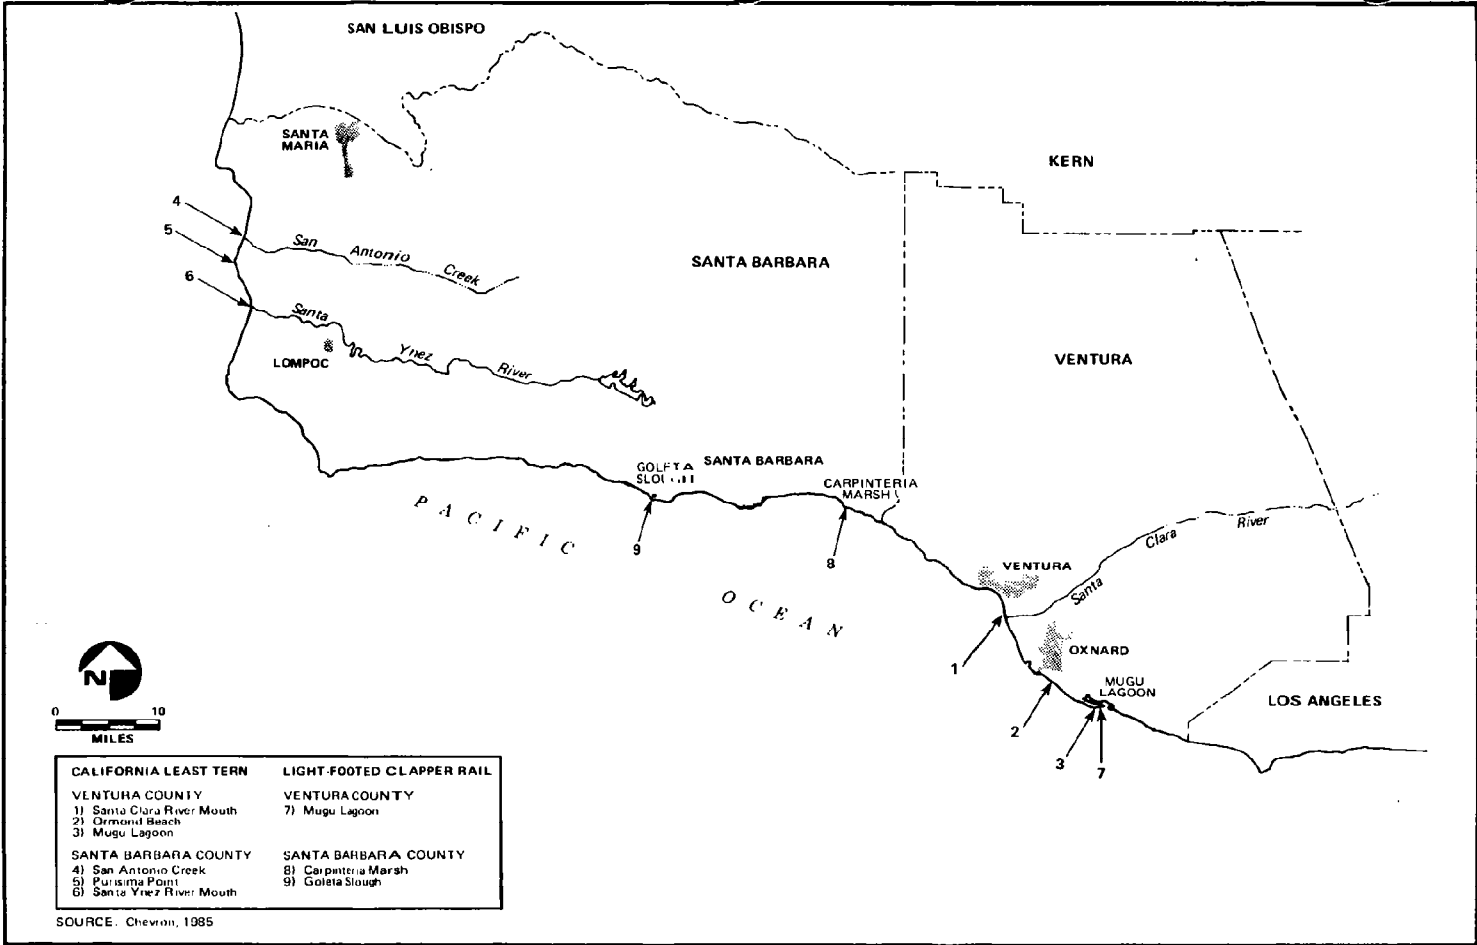 SAN LUIS OBISPO
SANTA
MARIA
KERN
4
5
6
San Antonio Creek
SANTA BARBARA
Santa Ynez River
LOMPOC
VENTURA
GOLETA
SLOUGH
SANTA BARBARA
CARPINTERIA
MARSH
PACIFIC OCEAN
9
8
Santa Clara River
VENTURA
OXNARD
1
MUGU
LAGOON
LOS ANGELES
2
3
7
N
0 10
MILES
CALIFORNIA LEAST TERN
VENTURA COUNTY
1) Santa Clara River Mouth
2) Ormond Beach
3) Mugu Lagoon
SANTA BARBARA COUNTY
4) San Antonio Creek
5) Purisima Point
6) Santa Ynez River Mouth
LIGHT-FOOTED CLAPPER RAIL
VENTURA COUNTY
7) Mugu Lagoon
SANTA BARBARA COUNTY
8) Carpinteria Marsh
9) Goleta Slough
SOURCE. Chevron, 1985